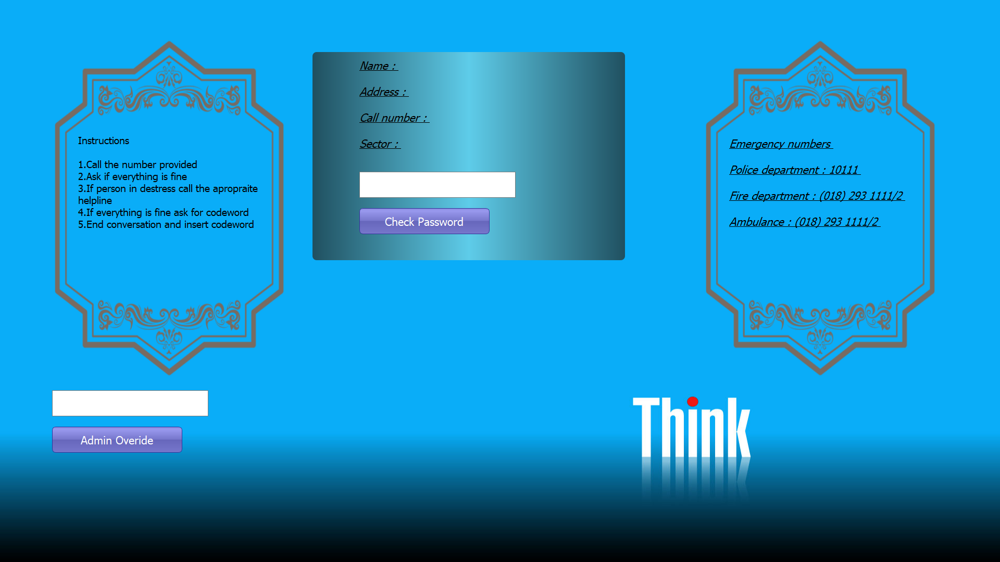 Instructions
1.Call the number provided
2.Ask if everything is fine
3.If person in destress call the apropraite
helpline
4.If everything is fine ask for codeword
5.End conversation and insert codeword
Name :
Address :
Call number :
Sector :
Check Password
Emergency numbers
Police department : 10111
Fire department : (018) 293 1111/2
Ambulance : (018) 293 1111/2
Admin Overide
Think